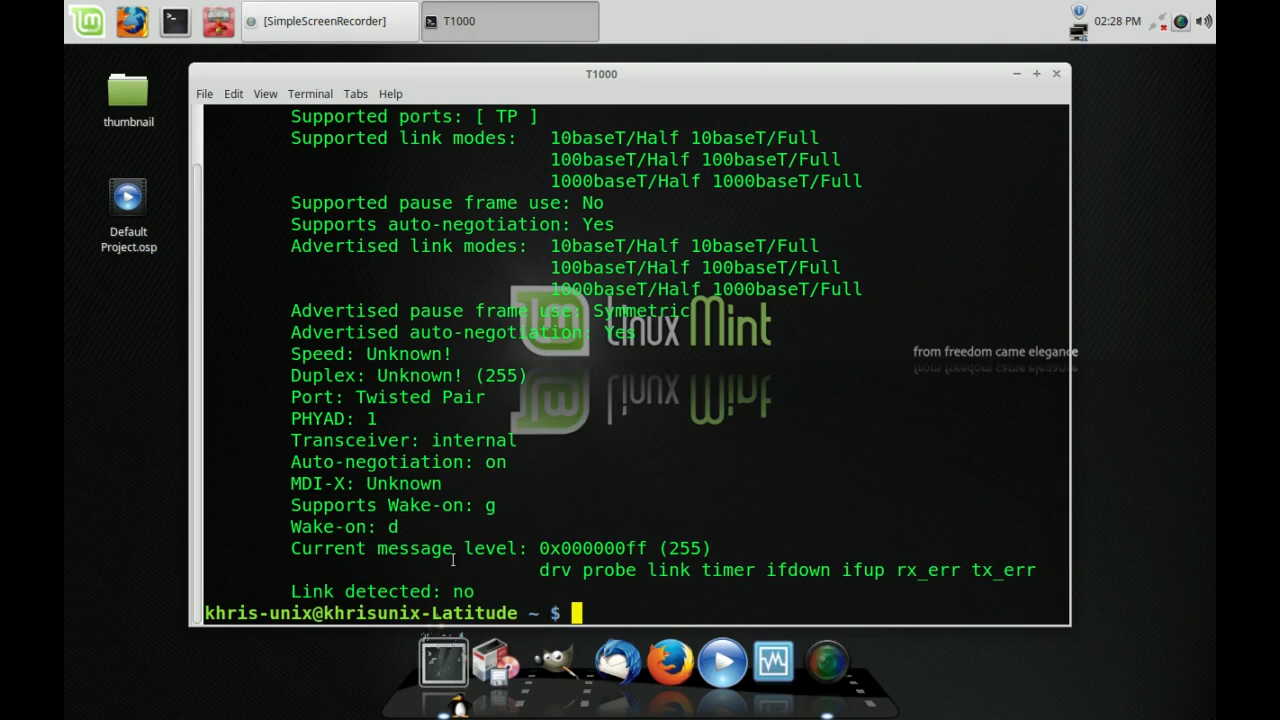 [SimpleScreenRecorder]
T1000
02:28 PM
thumbnail
Default
Project.osp
T1000
File Edit View Terminal Tabs Help
Supported ports: [ TP ]
Supported link modes: 10baseT/Half 10baseT/Full
100baseT/Half 100baseT/Full
1000baseT/Half 1000baseT/Full
Supported pause frame use: No
Supports auto-negotiation: Yes
Advertised link modes: 10baseT/Half 10baseT/Full
100baseT/Half 100baseT/Full
1000baseT/Half 1000baseT/Full
Advertised pause frame use: Symmetric
Advertised auto-negotiation: Yes
Speed: Unknown!
Duplex: Unknown! (255)
Port: Twisted Pair
PHYAD: 1
Transceiver: internal
Auto-negotiation: on
MDI-X: Unknown
Supports Wake-on: g
Wake-on: d
Current message level: 0x000000ff (255)
drv probe link timer ifdown ifup rx_err tx_err
Link detected: no
khris-unix@khrisunix-Latitude ~ $
Linux Mint
from freedom came elegance